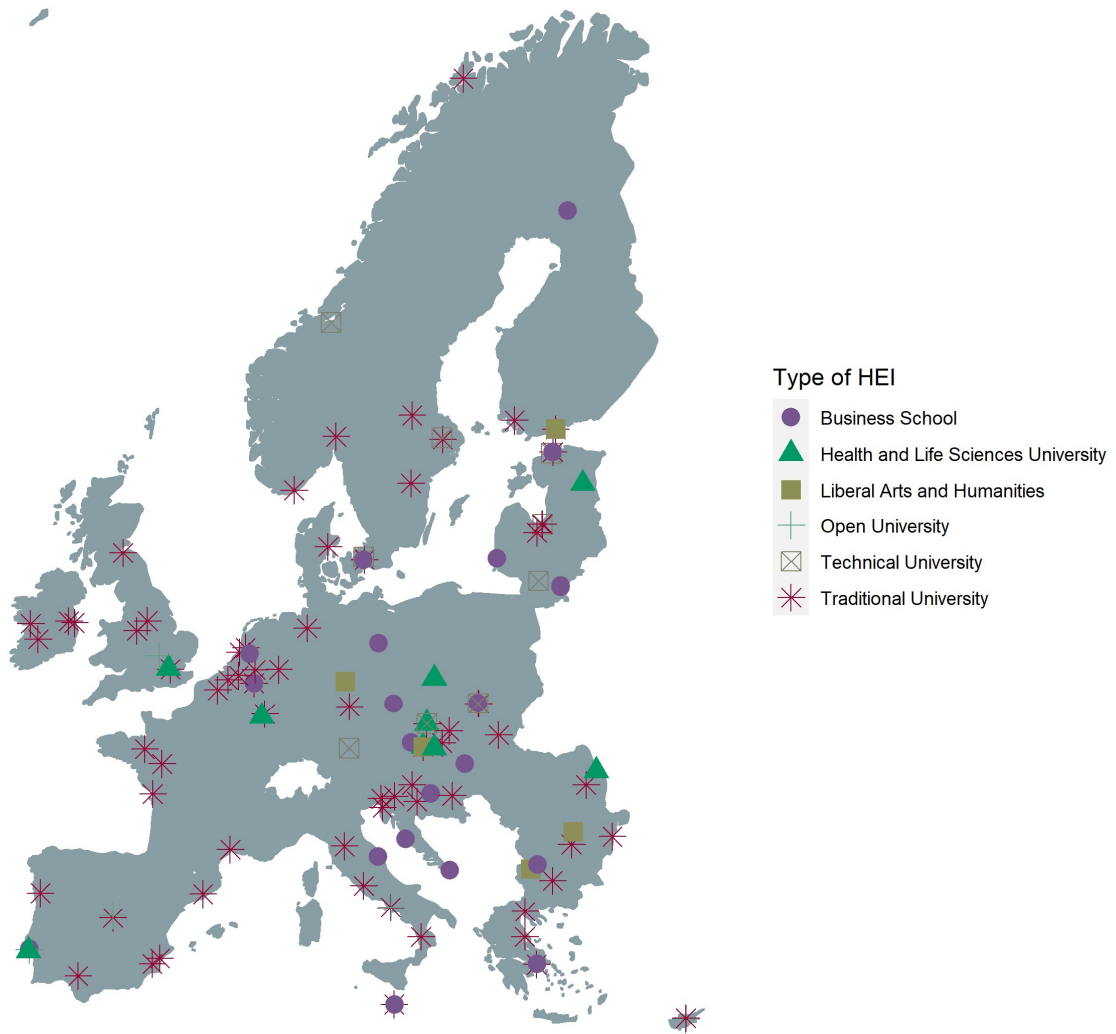 Type of HEI
Business School
Health and Life Sciences University
Liberal Arts and Humanities
Open University
Technical University
Traditional University